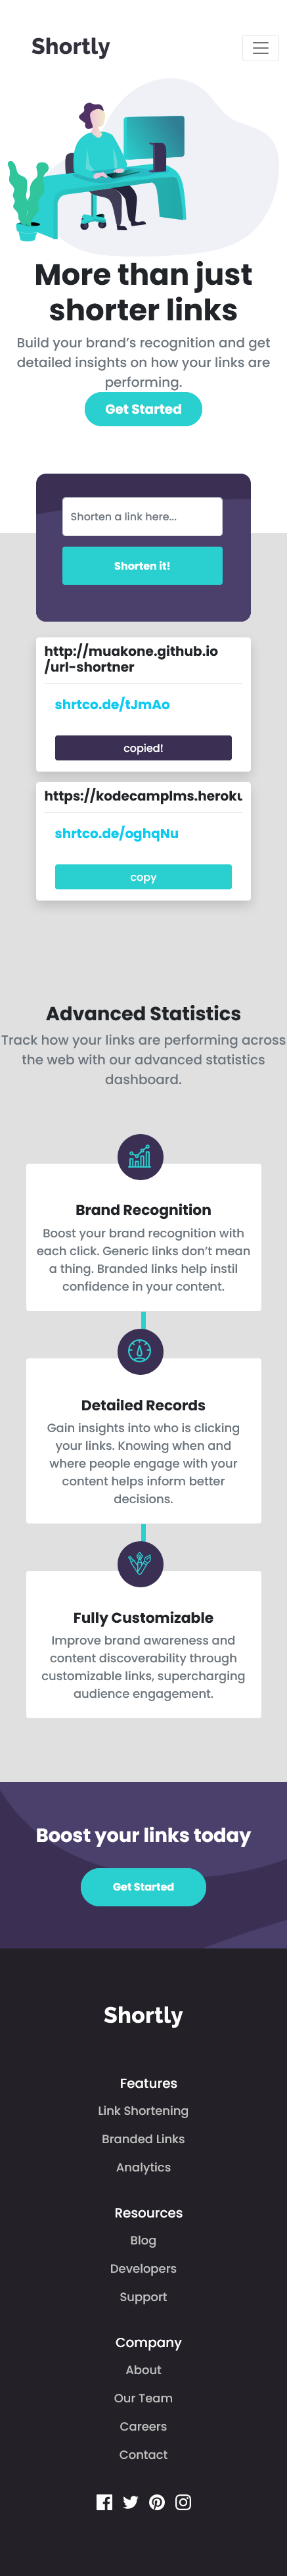 Shortly
More than just
shorter links
Build your brand’s recognition and get
detailed insights on how your links are
performing.
Get Started
Shorten a link here...
Shorten it!
http://muakone.github.io
/url-shortner
shrtco.de/tJmAo
copied!
https://kodecamplms.heroku
shrtco.de/oghqNu
copy
Advanced Statistics
Track how your links are performing across
the web with our advanced statistics
dashboard.
Brand Recognition
Boost your brand recognition with
each click. Generic links don’t mean
a thing. Branded links help instil
confidence in your content.
Detailed Records
Gain insights into who is clicking
your links. Knowing when and
where people engage with your
content helps inform better
decisions.
Fully Customizable
Improve brand awareness and
content discoverability through
customizable links, supercharging
audience engagement.
Boost your links today
Get Started
Shortly
Features
Link Shortening
Branded Links
Analytics
Resources
Blog
Developers
Support
Company
About
Our Team
Careers
Contact